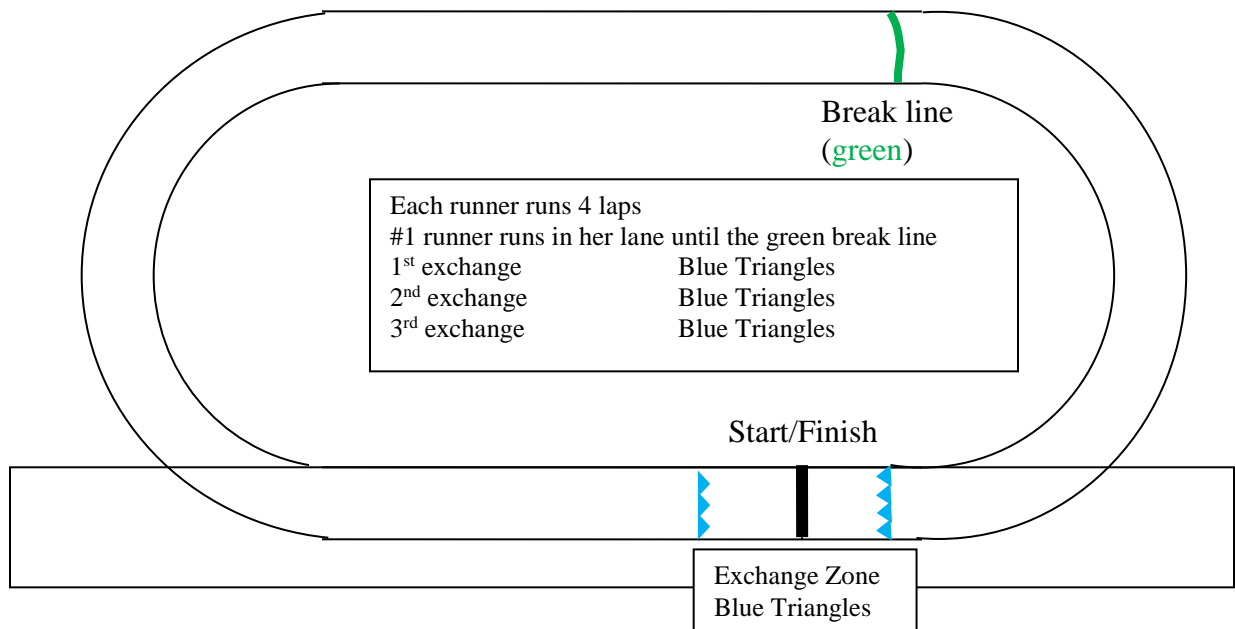 Break line
(green)
Each runner runs 4 laps
#1 runner runs in her lane until the green break line
1st exchange Blue Triangles
2nd exchange Blue Triangles
3rd exchange Blue Triangles
Start/Finish
Exchange Zone
Blue Triangles